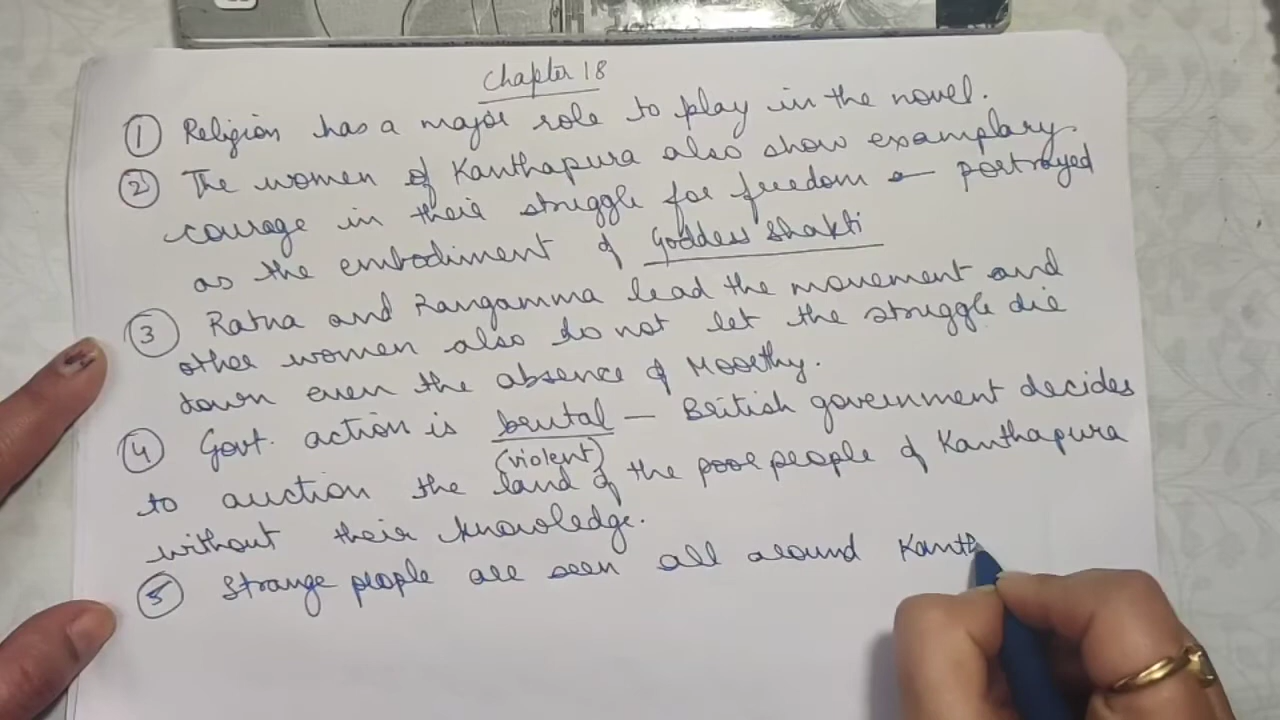 Chapter 18
① Religion has a major role to play in the novel.
② The women of Kanthapura also show examplary
courage in their struggle for freedom — portrayed
as the embodiment of Goddess Shakti
③ Ratna and Rangamma lead the movement and
other women also do not let the struggle die
down even the absence of Moorthy.
④ Govt. action is brutal — British government decides
(violent)
to auction the land of the poor people of Kanthapura
without their knowledge.
⑤ Strange people are seen all around Kanth